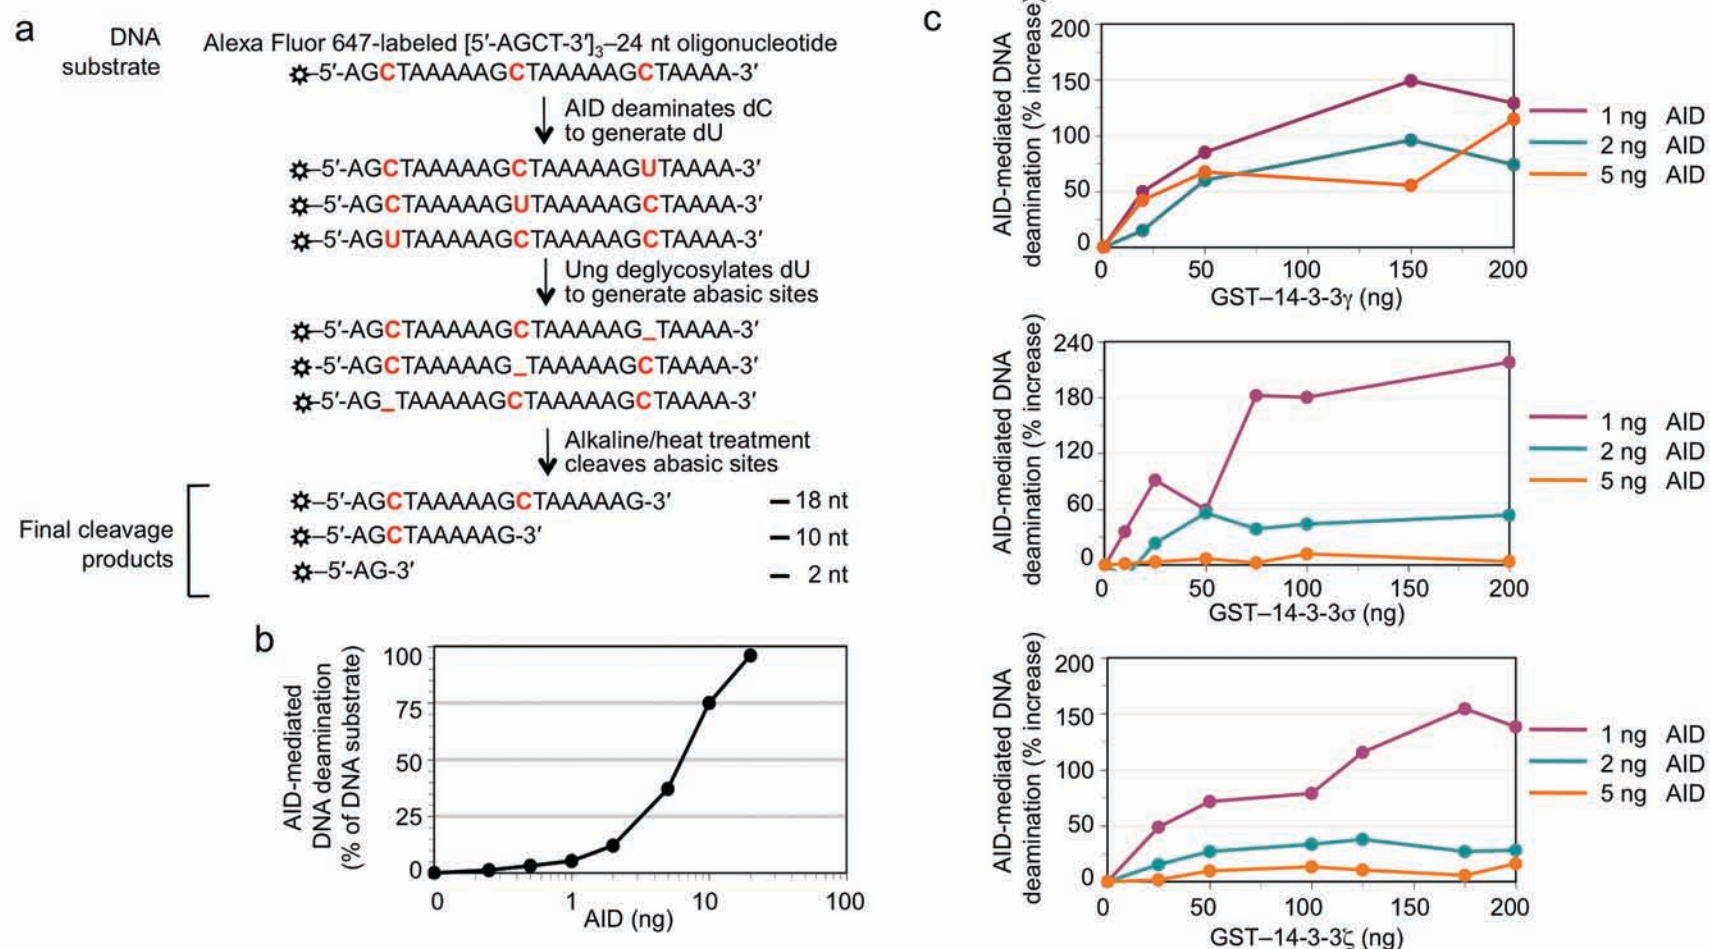 a
DNA
substrate
Alexa Fluor 647-labeled [5′-AGCT-3′]3–24 nt oligonucleotide
–5′-AGCTAAAAAGCTAAAAAGCTAAAA-3′
AID deaminates dC
to generate dU
–5′-AGCTAAAAAGCTAAAAAGUTAAAA-3′
–5′-AGCTAAAAAGUTAAAAAGCTAAAA-3′
–5′-AGUTAAAAAGCTAAAAAGCTAAAA-3′
Ung deglycosylates dU
to generate abasic sites
–5′-AGCTAAAAAGCTAAAAAG_TAAAA-3′
-5′-AGCTAAAAAG_TAAAAAGCTAAAA-3′
–5′-AG_TAAAAAGCTAAAAAGCTAAAA-3′
Alkaline/heat treatment
cleaves abasic sites
Final cleavage
products
–5′-AGCTAAAAAGCTAAAAAG-3′ – 18 nt
–5′-AGCTAAAAAG-3′ – 10 nt
–5′-AG-3′ – 2 nt
b
AID-mediated
DNA deamination
(% of DNA substrate)
100
75
50
25
0
0 1 10 100
AID (ng)
c
AID-mediated DNA
deamination (% increase)
200
150
100
50
0
0 50 100 150 200
GST–14-3-3γ (ng)
1 ng AID
2 ng AID
5 ng AID
AID-mediated DNA
deamination (% increase)
240
180
120
60
0
0 50 100 150 200
GST–14-3-3σ (ng)
1 ng AID
2 ng AID
5 ng AID
AID-mediated DNA
deamination (% increase)
200
150
100
50
0
0 50 100 150 200
GST–14-3-3ζ (ng)
1 ng AID
2 ng AID
5 ng AID